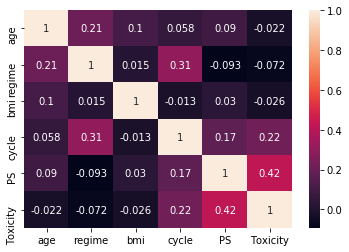 age 1 0.21 0.1 0.058 0.09 -0.022
regime 0.21 1 0.015 0.31 -0.093 -0.072
bmi 0.1 0.015 1 -0.013 0.03 -0.026
cycle 0.058 0.31 -0.013 1 0.17 0.22
PS 0.09 -0.093 0.03 0.17 1 0.42
Toxicity -0.022 -0.072 -0.026 0.22 0.42 1
age regime bmi cycle PS Toxicity
1.0
0.8
0.6
0.4
0.2
0.0